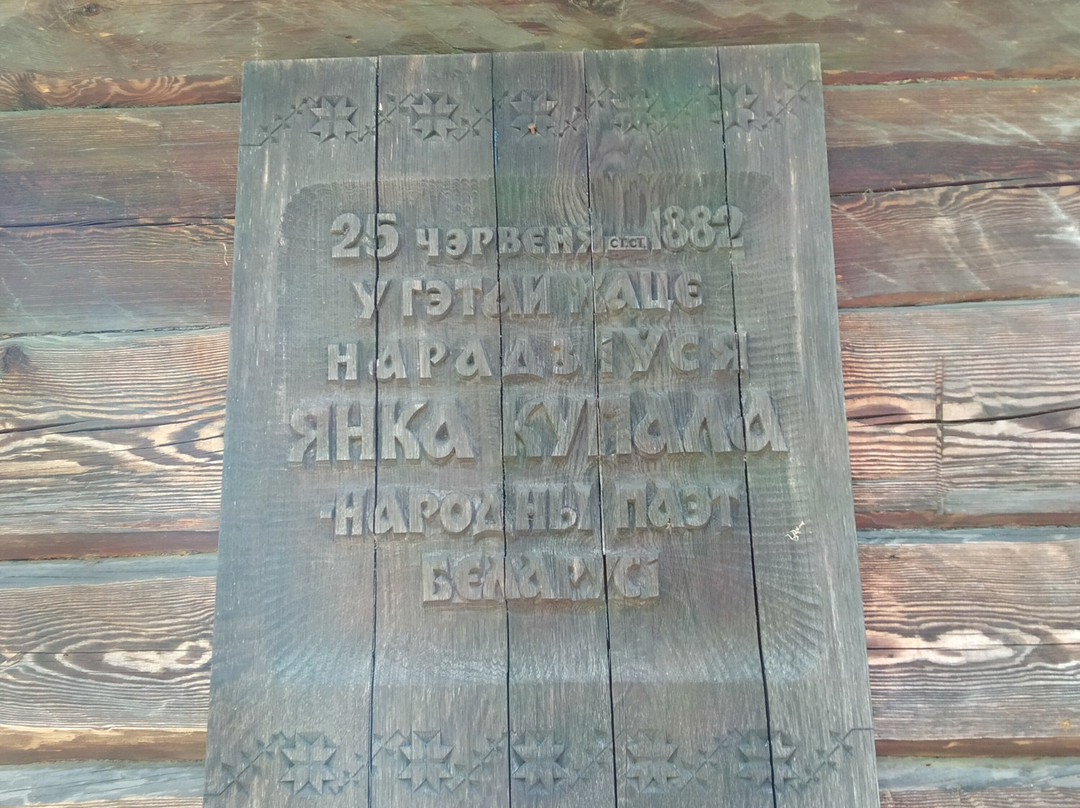 25 чэрвеня ст.ст. 1882
У гэтай хаце
нарадзіўся
Янка Купала
-народны паэт
Беларусі